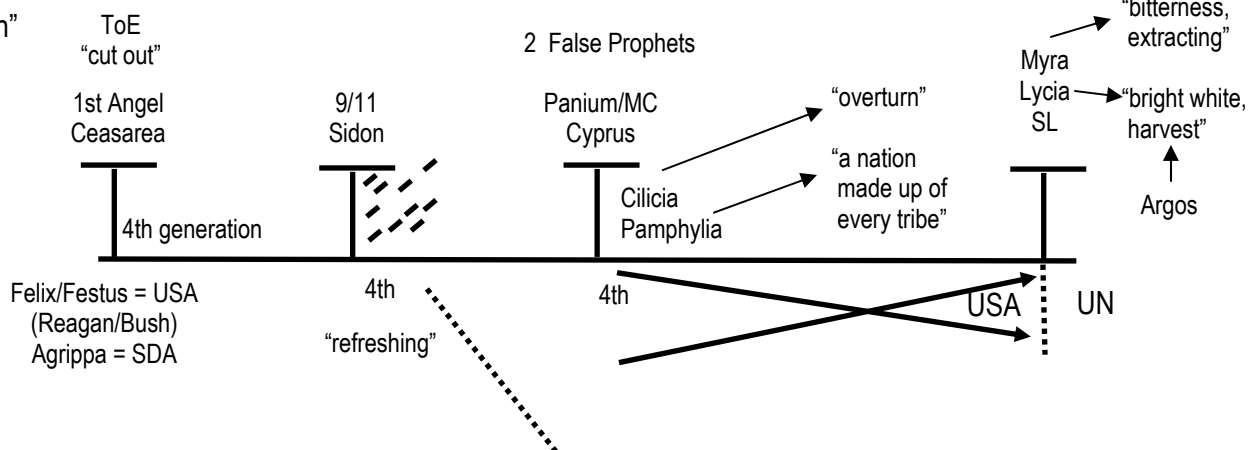 ToE
“cut out”
1st Angel
Ceasarea
4th generation
Felix/Festus = USA
(Reagan/Bush)
Agrippa = SDA
9/11
Sidon
4th
“refreshing”
2 False Prophets
Panium/MC
Cyprus
Cilicia
Pamphylia
4th
“overturn”
“a nation
made up of
every tribe”
Myra
Lycia
SL
“bitterness,
extracting”
“bright white,
harvest”
Argos
USA
UN